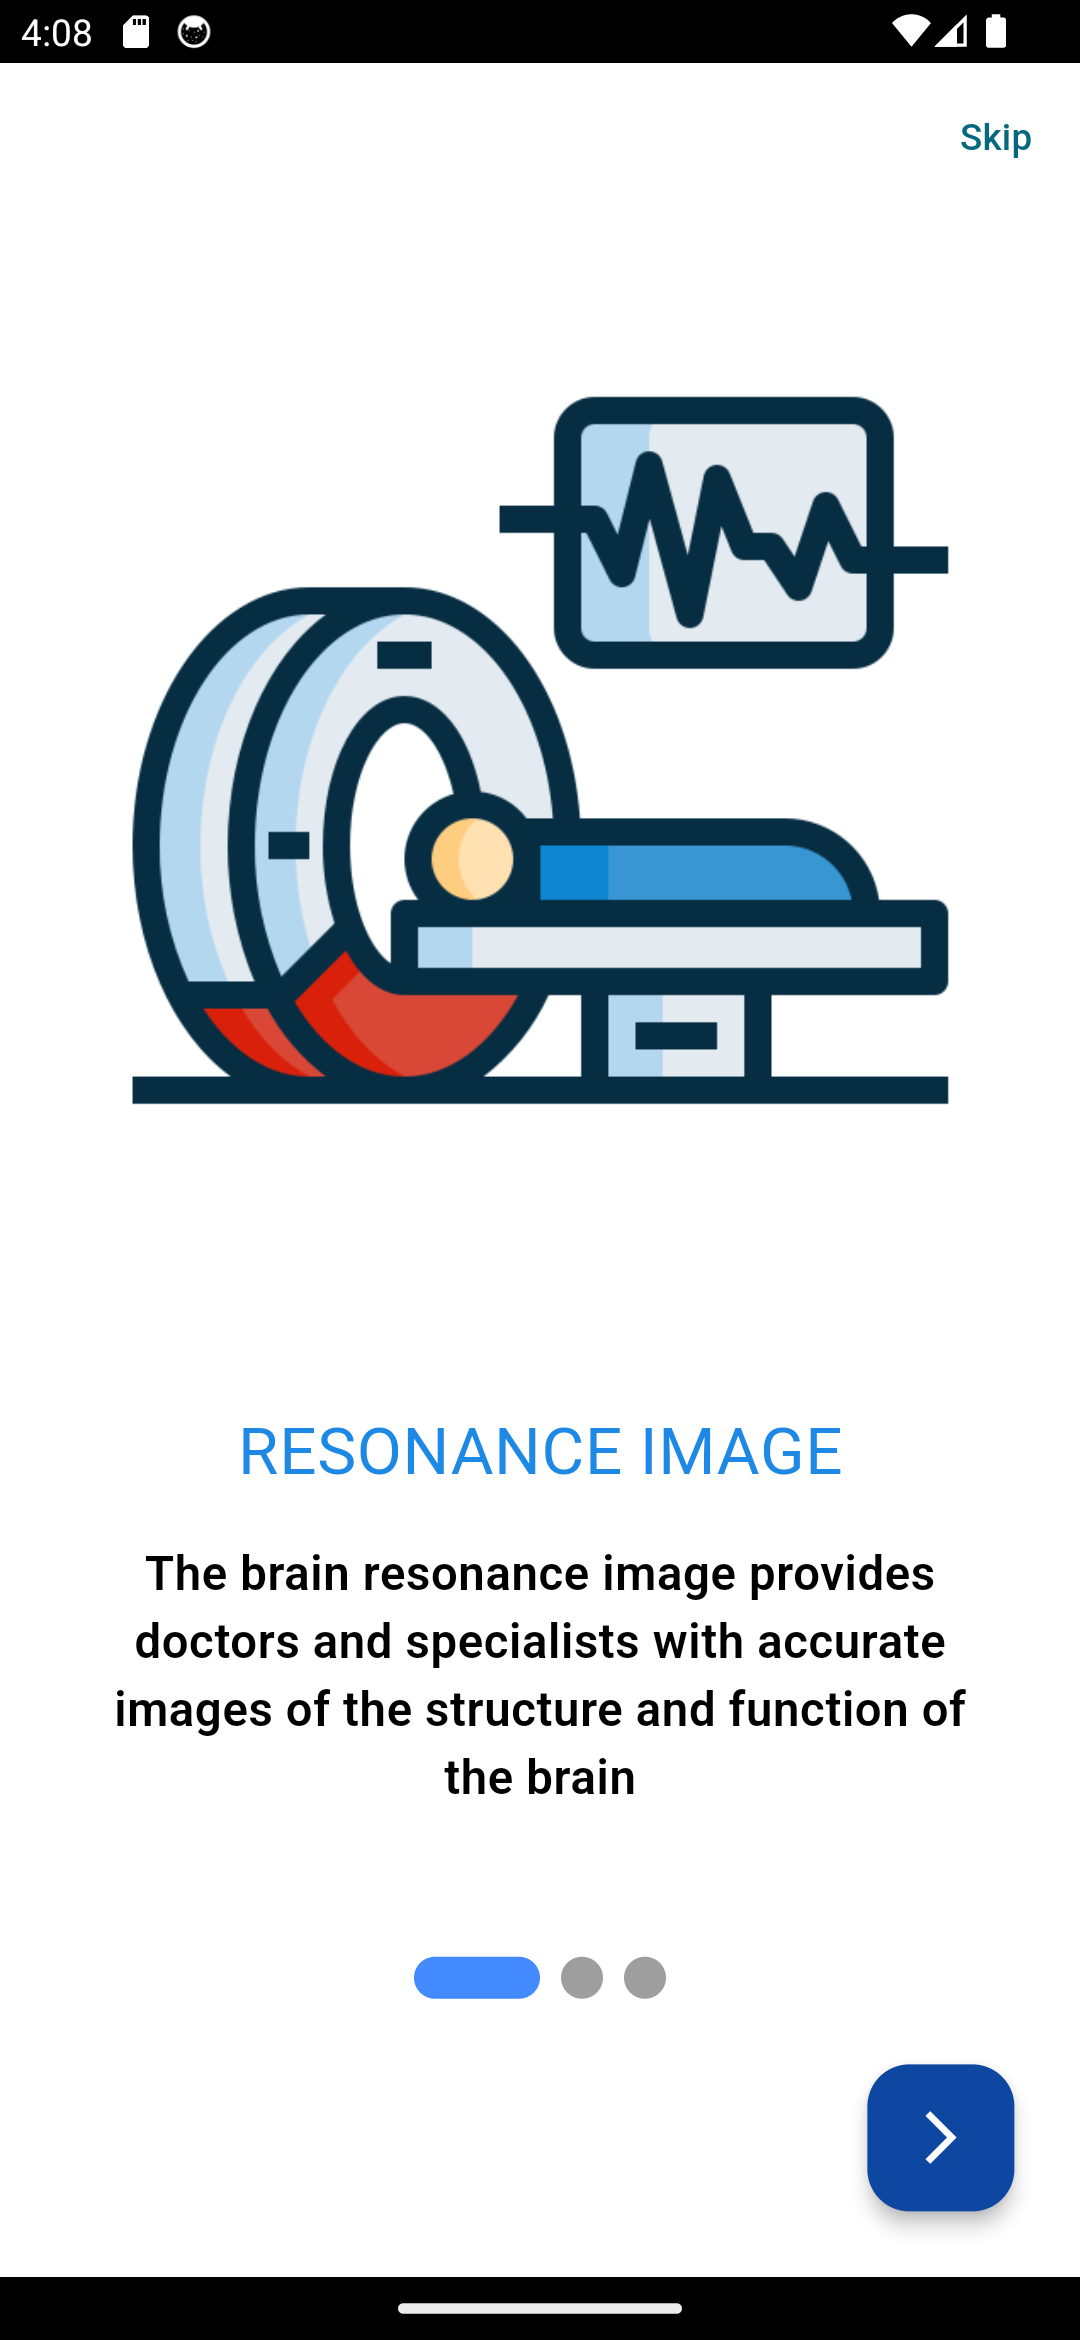 4:08
Skip
RESONANCE IMAGE
The brain resonance image provides
doctors and specialists with accurate
images of the structure and function of
the brain